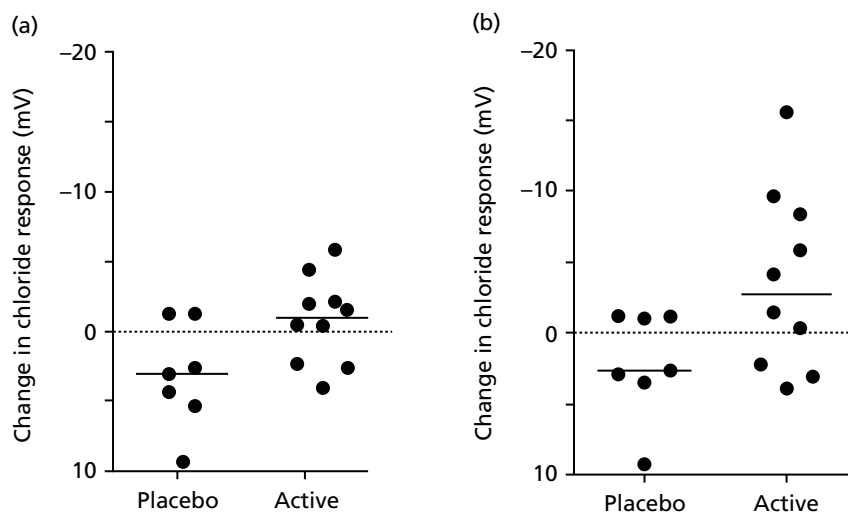 (a)
Change in chloride response (mV)
–20
–10
0
10
Placebo Active
(b)
Change in chloride response (mV)
–20
–10
0
10
Placebo Active